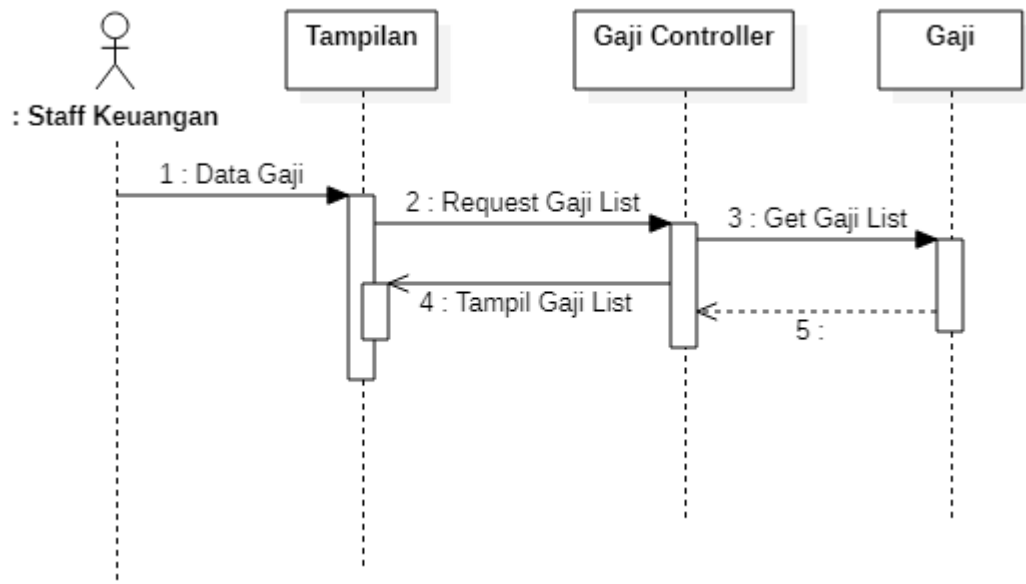 Tampilan
Gaji Controller
Gaji
: Staff Keuangan
1 : Data Gaji
2 : Request Gaji List
3 : Get Gaji List
4 : Tampil Gaji List
5 :